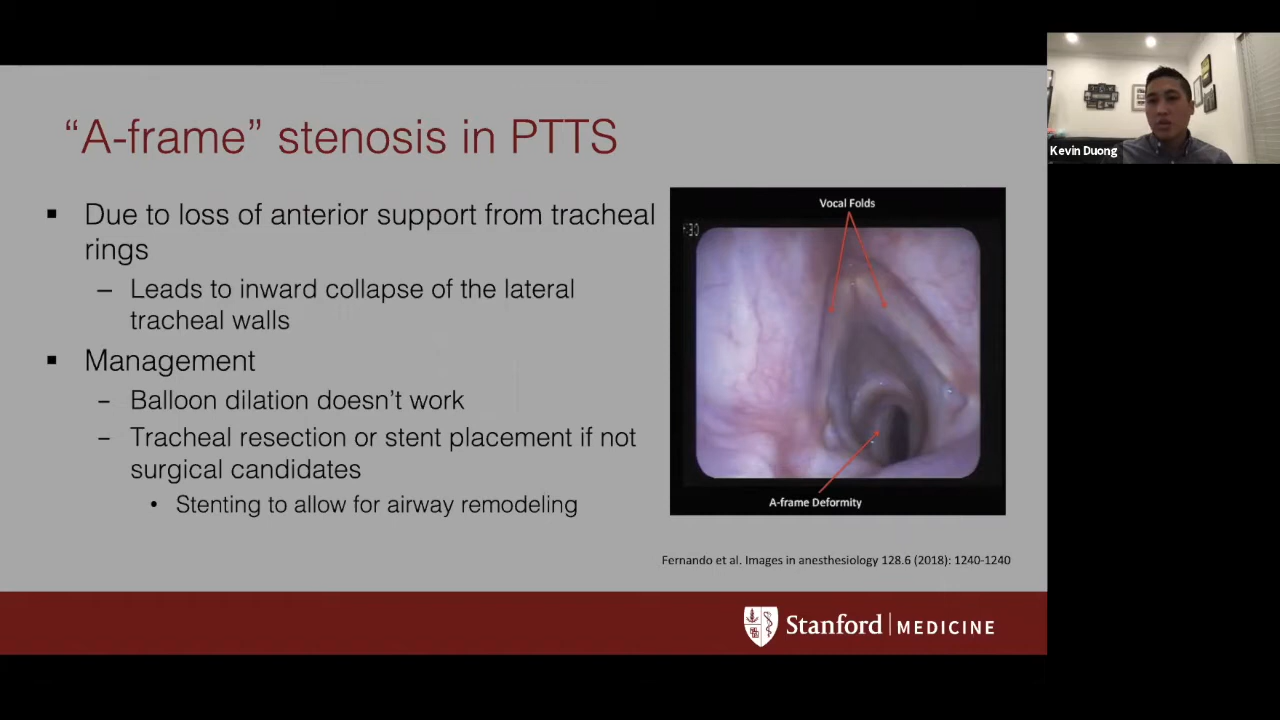 “A-frame” stenosis in PTTS
▪ Due to loss of anterior support from tracheal
rings
– Leads to inward collapse of the lateral
tracheal walls
▪ Management
– Balloon dilation doesn’t work
– Tracheal resection or stent placement if not
surgical candidates
• Stenting to allow for airway remodeling
Vocal Folds
:30
A-frame Deformity
Fernando et al. Images in anesthesiology 128.6 (2018): 1240-1240
Stanford MEDICINE
Kevin Duong